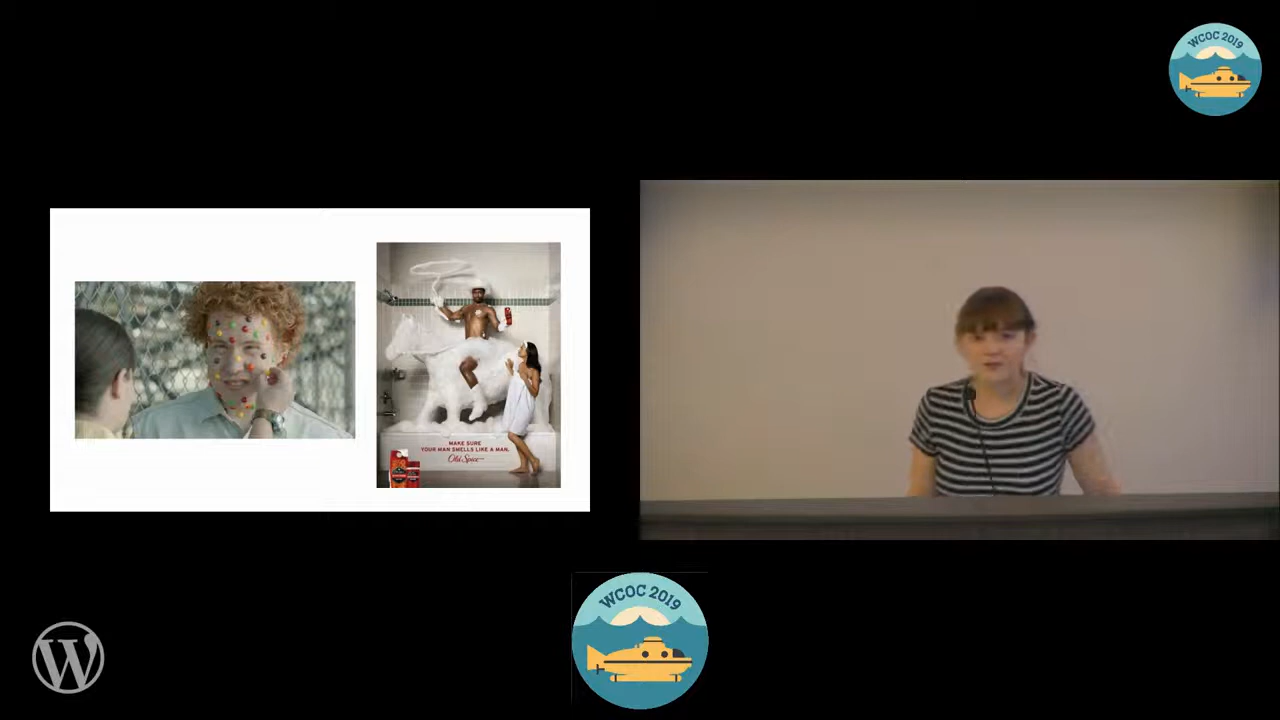 WCOC 2019
MAKE SURE
YOUR MAN SMELLS LIKE A MAN.
Old Spice
WCOC 2019
W